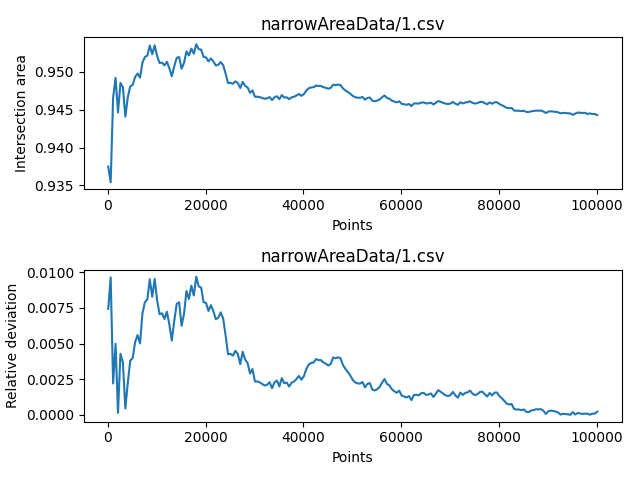 narrowAreaData/1.csv
Intersection area
0.950
0.945
0.940
0.935
0 20000 40000 60000 80000 100000
Points
narrowAreaData/1.csv
Relative deviation
0.0100
0.0075
0.0050
0.0025
0.0000
0 20000 40000 60000 80000 100000
Points